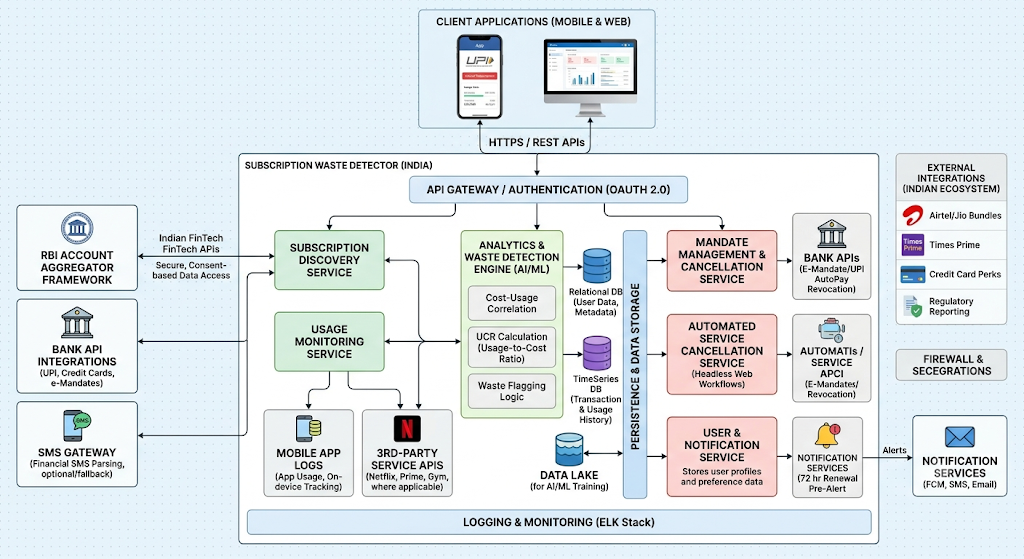 CLIENT APPLICATIONS (MOBILE & WEB)
App
UPI
HTTPS / REST APIs
SUBSCRIPTION WASTE DETECTOR (INDIA)
API GATEWAY / AUTHENTICATION (OAUTH 2.0)
RBI ACCOUNT
AGGREGATOR
FRAMEWORK
Indian FinTech
FinTech APIs
Secure, Consent-
based Data Access
BANK API
INTEGRATIONS
(UPI, Credit Cards,
e-Mandates)
SMS
SMS GATEWAY
(Financial SMS Parsing,
optional/fallback)
SUBSCRIPTION
DISCOVERY
SERVICE
USAGE
MONITORING
SERVICE
MOBILE APP
LOGS
(App Usage, On-
device Tracking)
N
3RD-PARTY
SERVICE APIS
(Netflix, Prime, Gym,
where applicable)
ANALYTICS &
WASTE DETECTION
ENGINE (AI/ML)
Cost-Usage
Correlation
UCR Calculation
(Usage-to-Cost
Ratio)
Waste Flagging
Logic
Relational DB
(User Data,
Metadata)
TimeSeries
DB
(Transaction
& Usage
History)
DATA LAKE
(for AI/ML Training)
PERSISTENCE & DATA STORAGE
MANDATE
MANAGEMENT &
CANCELLATION
SERVICE
AUTOMATED
SERVICE
CANCELLATION
SERVICE
(Headless Web
Workflows)
USER &
NOTIFICATION
SERVICE
Stores user profiles
and preference data
BANK APIs
(E-Mandate/UPI
AutoPay
Revocation)
AUTOMATIs /
SERVICE
APCI
(E-Mandates/
Revocation)
NOTIFICATION
SERVICES
(72 hr Renewal
Pre-Alert)
Alerts
NOTIFICATION
SERVICES
(FCM, SMS, Email)
EXTERNAL
INTEGRATIONS
(INDIAN ECOSYSTEM)
Airtel/Jio Bundles
Times
Prime
Times Prime
Credit Card Perks
Regulatory
Reporting
FIREWALL &
SECEGRATIONS
LOGGING & MONITORING (ELK Stack)